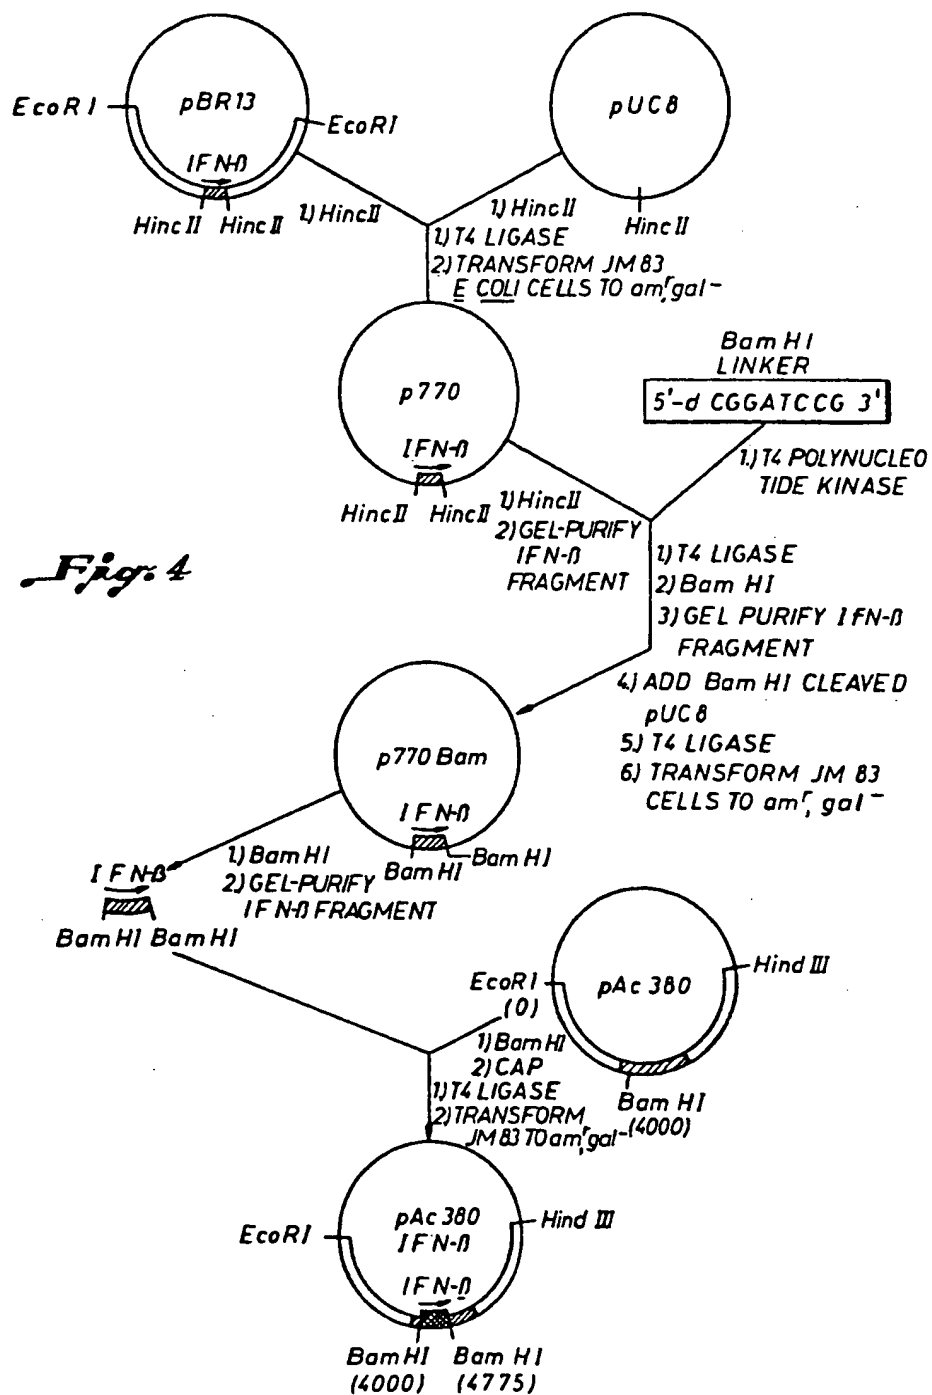 pBR13
EcoRI
EcoRI
IFN-β
HincII HincII
pUC8
HincII
1.) HincII
1.) HincII
1.) T4 LIGASE
2.) TRANSFORM JM 83
E COLI CELLS TO amʳ, gal⁻
p770
IFN-β
HincII HincII
Bam HI
LINKER
5'-d CGGATCCG 3'
1.) T4 POLYNUCLEO
TIDE KINASE
1.) HincII
2.) GEL-PURIFY
IFN-β
FRAGMENT
Fig. 4
1.) T4 LIGASE
2.) Bam HI
3.) GEL PURIFY IFN-β
FRAGMENT
4.) ADD Bam HI CLEAVED
pUC8
5.) T4 LIGASE
6.) TRANSFORM JM 83
CELLS TO amʳ, gal⁻
p770 Bam
IFN-β
Bam HI Bam HI
1.) Bam HI
2.) GEL-PURIFY
IFN-β FRAGMENT
IFN-β
Bam HI Bam HI
EcoRI
(0)
pAc 380
Hind III
Bam HI
(4000)
1.) Bam HI
2.) CAP
1.) T4 LIGASE
2.) TRANSFORM
JM 83 TO amʳ, gal⁻
EcoRI
pAc 380
IFN-β
Hind III
IFN-β
Bam HI Bam HI
(4000) (4775)